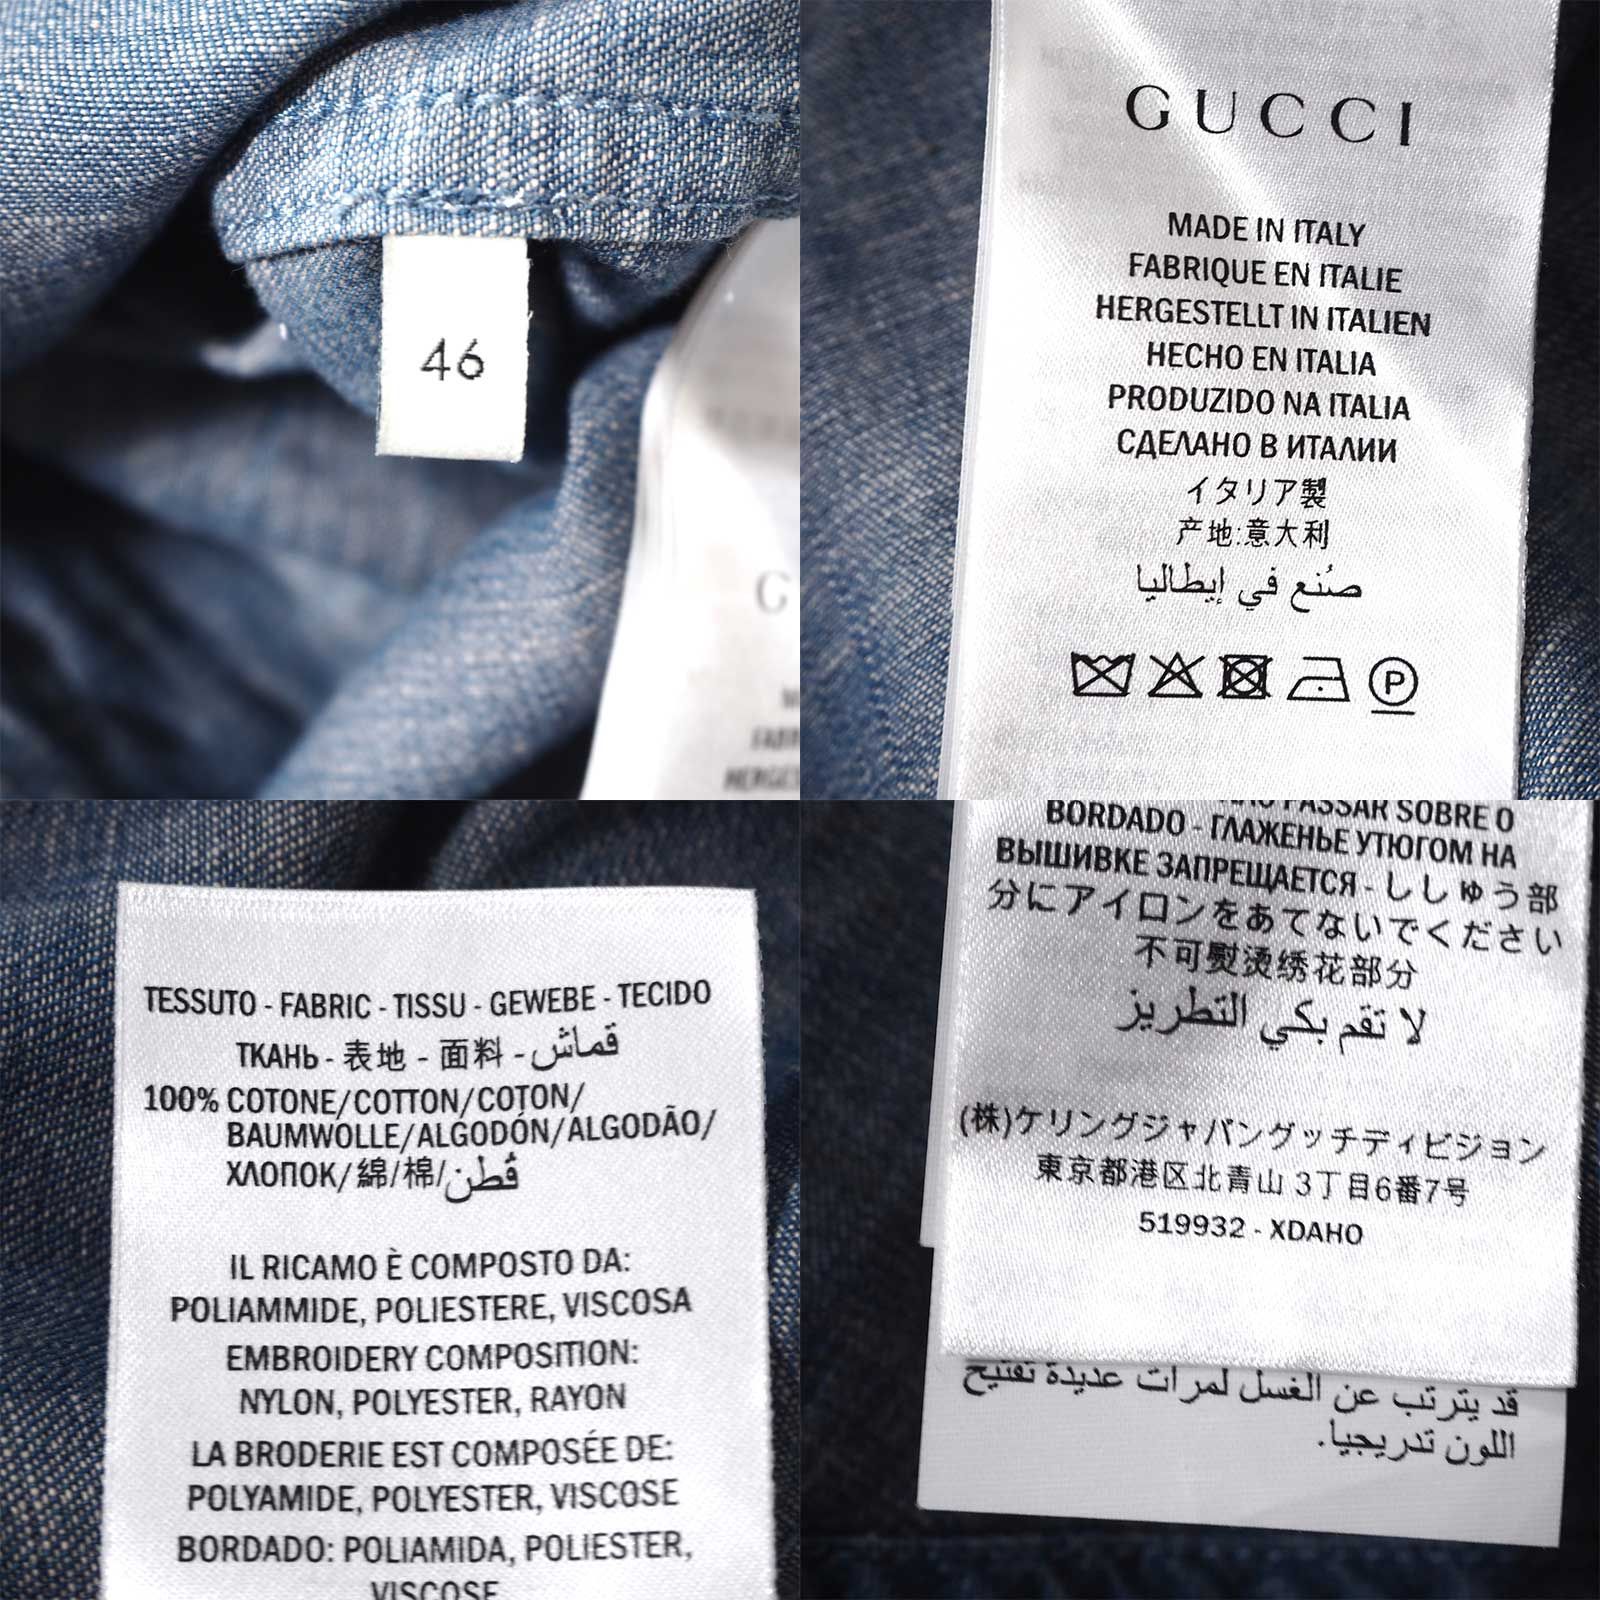 46
G
FABR
HERGEST
GUCCI
MADE IN ITALY
FABRIQUE EN ITALIE
HERGESTELLT IN ITALIEN
HECHO EN ITALIA
PRODUZIDO NA ITALIA
СДЕЛАНО В ИТАЛИИ
イタリア製
产地:意大利
صُنع في إيطاليا
P
TESSUTO - FABRIC - TISSU - GEWEBE - TECIDO
ТКАНЬ - 表地 - 面料 - قماش
100% COTONE/COTTON/COTON/
BAUMWOLLE/ALGODÓN/ALGODÃO/
ХЛОПОК/綿/棉/قطن
IL RICAMO È COMPOSTO DA:
POLIAMMIDE, POLIESTERE, VISCOSA
EMBROIDERY COMPOSITION:
NYLON, POLYESTER, RAYON
LA BRODERIE EST COMPOSÉE DE:
POLYAMIDE, POLYESTER, VISCOSE
BORDADO: POLIAMIDA, POLIESTER,
VISCOSE
PASSAR SOBRE O
BORDADO - ГЛАЖЕНЬЕ УТЮГОМ НА
ВЫШИВКЕ ЗАПРЕЩАЕТСЯ - ししゅう部
分にアイロンをあてないでください
不可熨烫绣花部分
لا تقم بكي التطريز
(株)ケリングジャパングッチディビジョン
東京都港区北青山 3丁目6番7号
519932 - XDAHO
قد يترتب عن الغسل لمرات عديدة تفتيح
اللون تدريجيا.